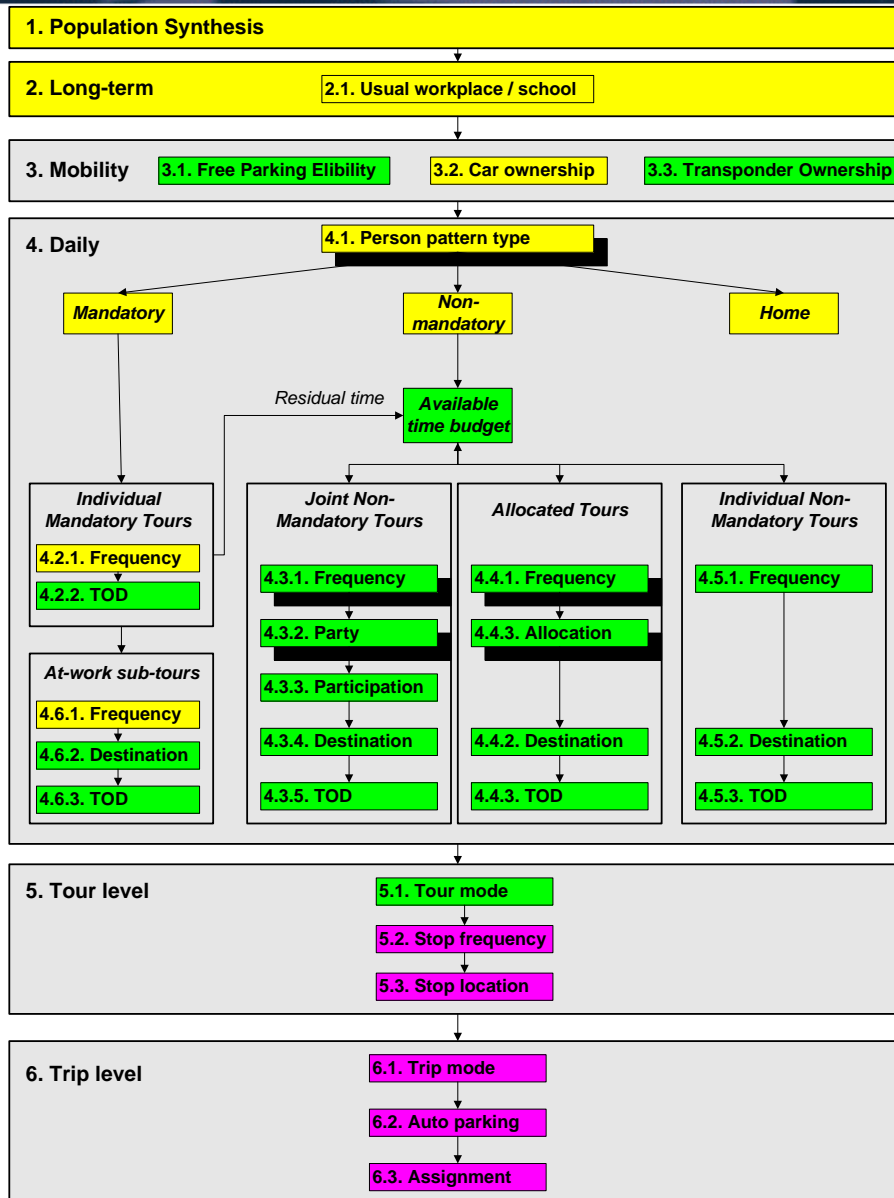 1. Population Synthesis
2. Long-term
2.1. Usual workplace / school
3. Mobility
3.1. Free Parking Elibility
3.2. Car ownership
3.3. Transponder Ownership
4. Daily
4.1. Person pattern type
Mandatory
Non-
mandatory
Home
Residual time
Available
time budget
Individual
Mandatory Tours
4.2.1. Frequency
4.2.2. TOD
At-work sub-tours
4.6.1. Frequency
4.6.2. Destination
4.6.3. TOD
Joint Non-
Mandatory Tours
4.3.1. Frequency
4.3.2. Party
4.3.3. Participation
4.3.4. Destination
4.3.5. TOD
Allocated Tours
4.4.1. Frequency
4.4.3. Allocation
4.4.2. Destination
4.4.3. TOD
Individual Non-
Mandatory Tours
4.5.1. Frequency
4.5.2. Destination
4.5.3. TOD
5. Tour level
5.1. Tour mode
5.2. Stop frequency
5.3. Stop location
6. Trip level
6.1. Trip mode
6.2. Auto parking
6.3. Assignment